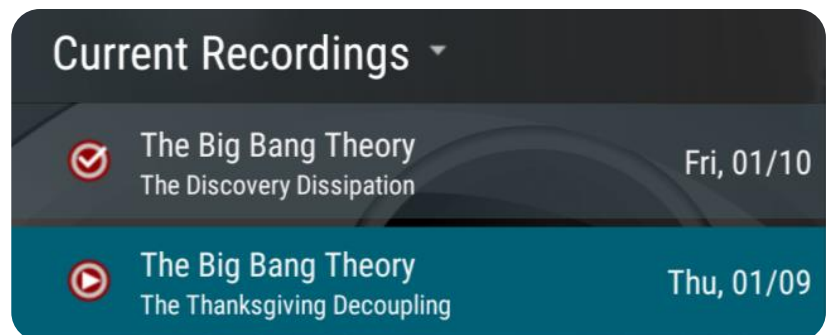 Current Recordings
The Big Bang Theory
Fri, 01/10
The Discovery Dissipation
The Big Bang Theory
Thu, 01/09
The Thanksgiving Decoupling